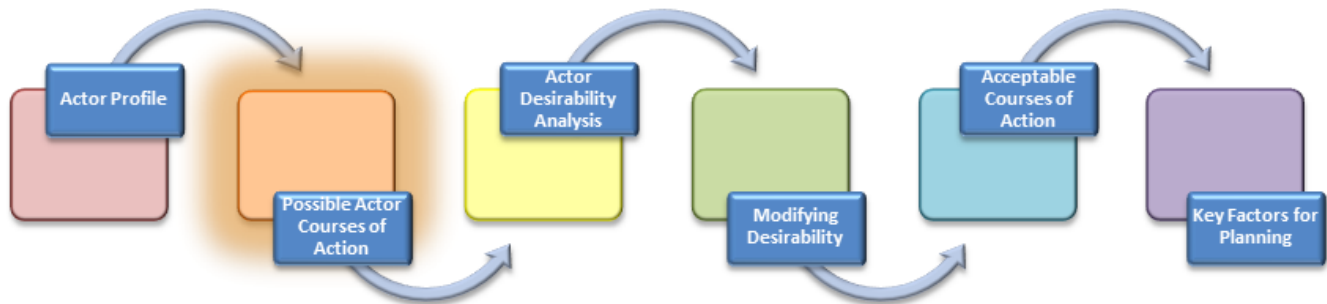 Actor Profile
Possible Actor
Courses of
Action
Actor
Desirability
Analysis
Modifying
Desirability
Acceptable
Courses of
Action
Key Factors for
Planning